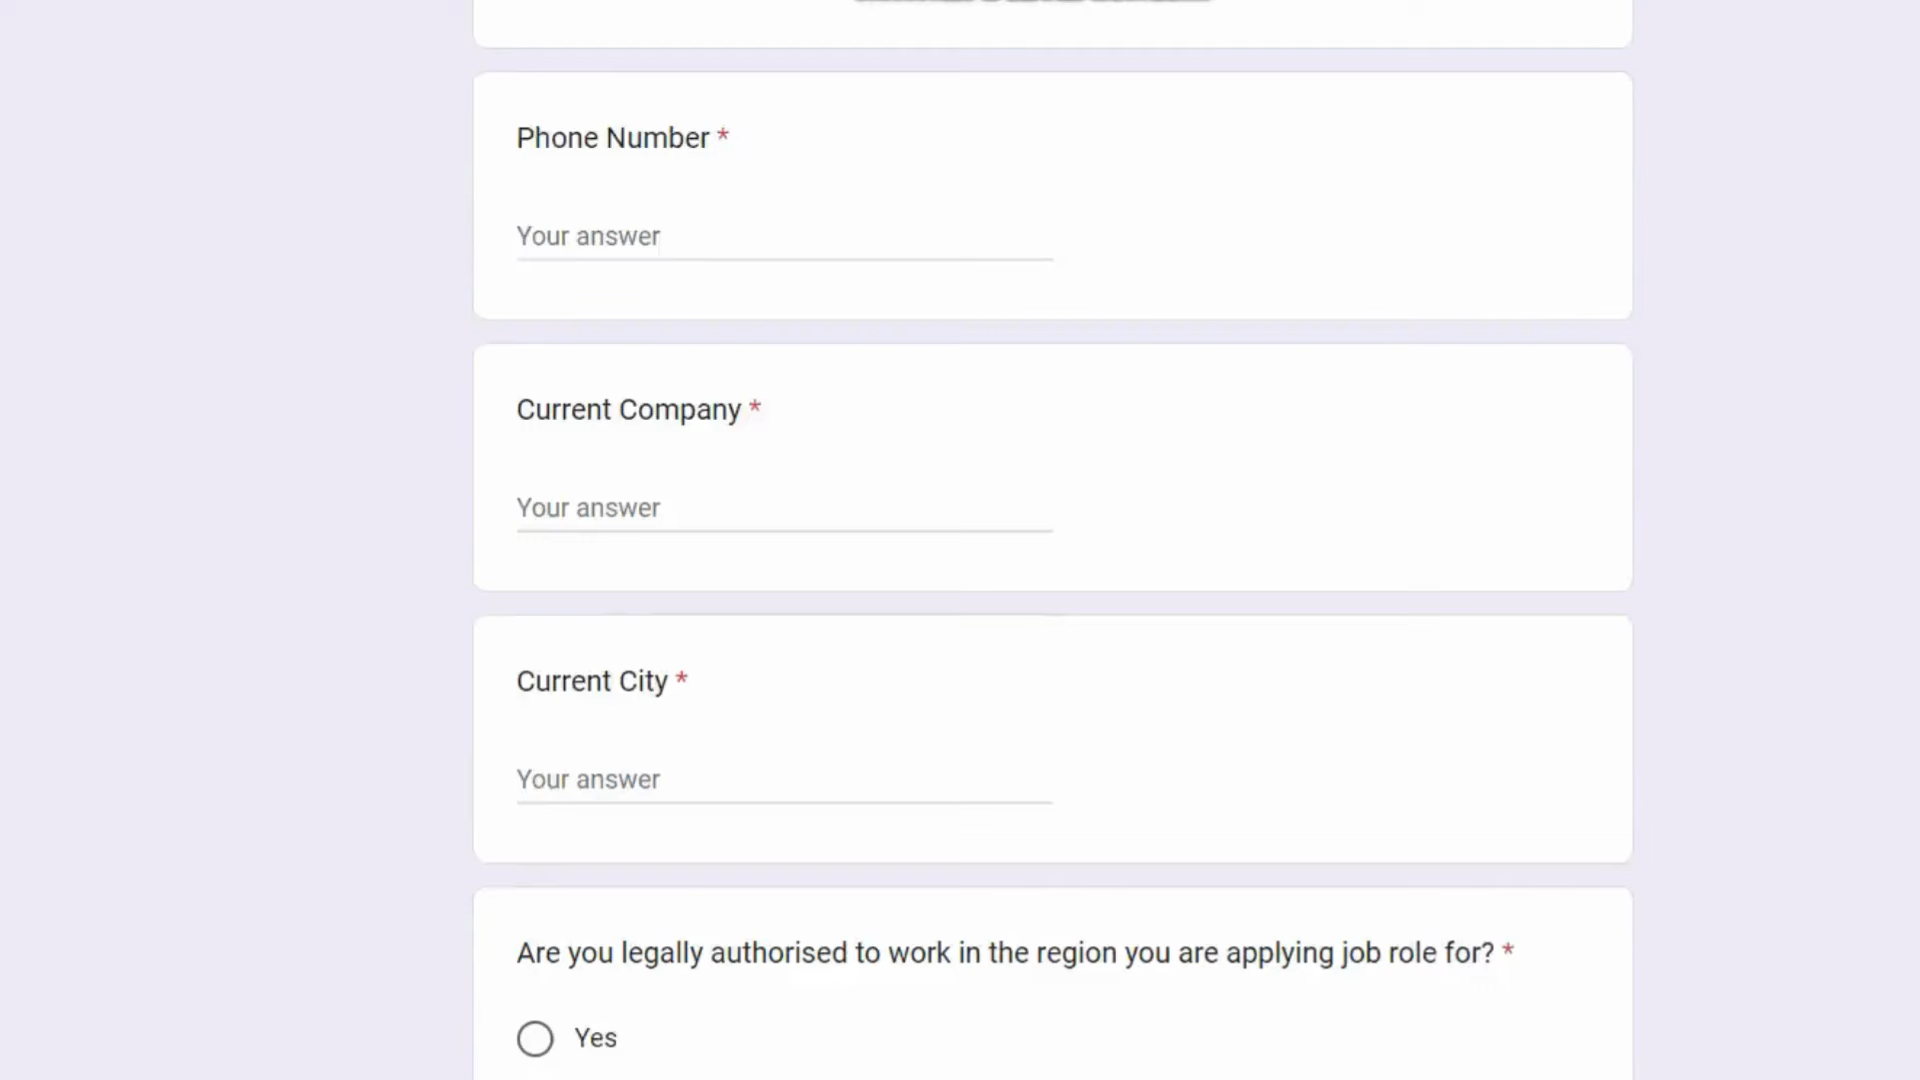 Phone Number *
Your answer
Current Company *
Your answer
Current City *
Your answer
Are you legally authorised to work in the region you are applying job role for? *
Yes